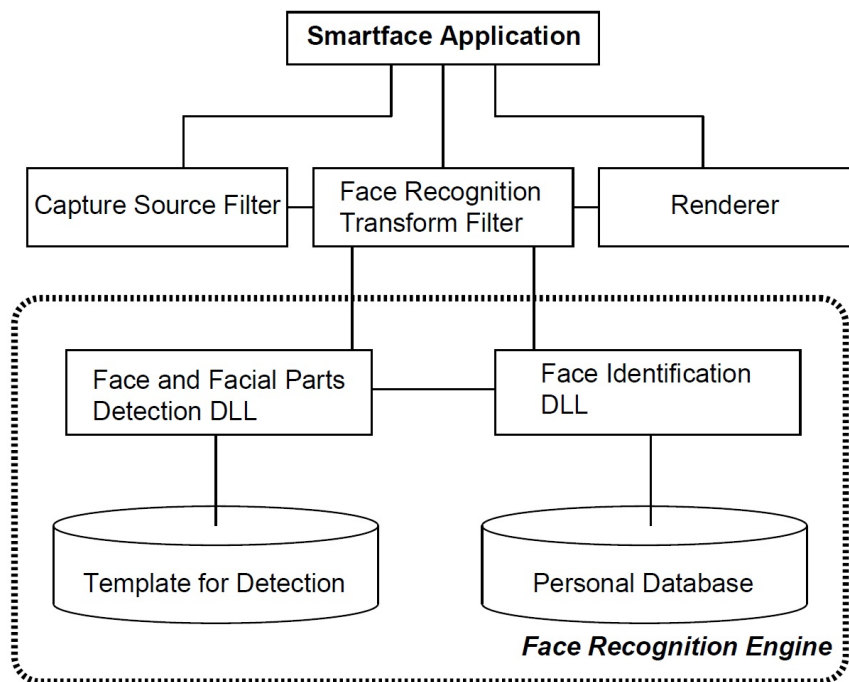 Smartface Application
Capture Source Filter
Face Recognition
Transform Filter
Renderer
Face and Facial Parts
Detection DLL
Face Identification
DLL
Template for Detection
Personal Database
Face Recognition Engine